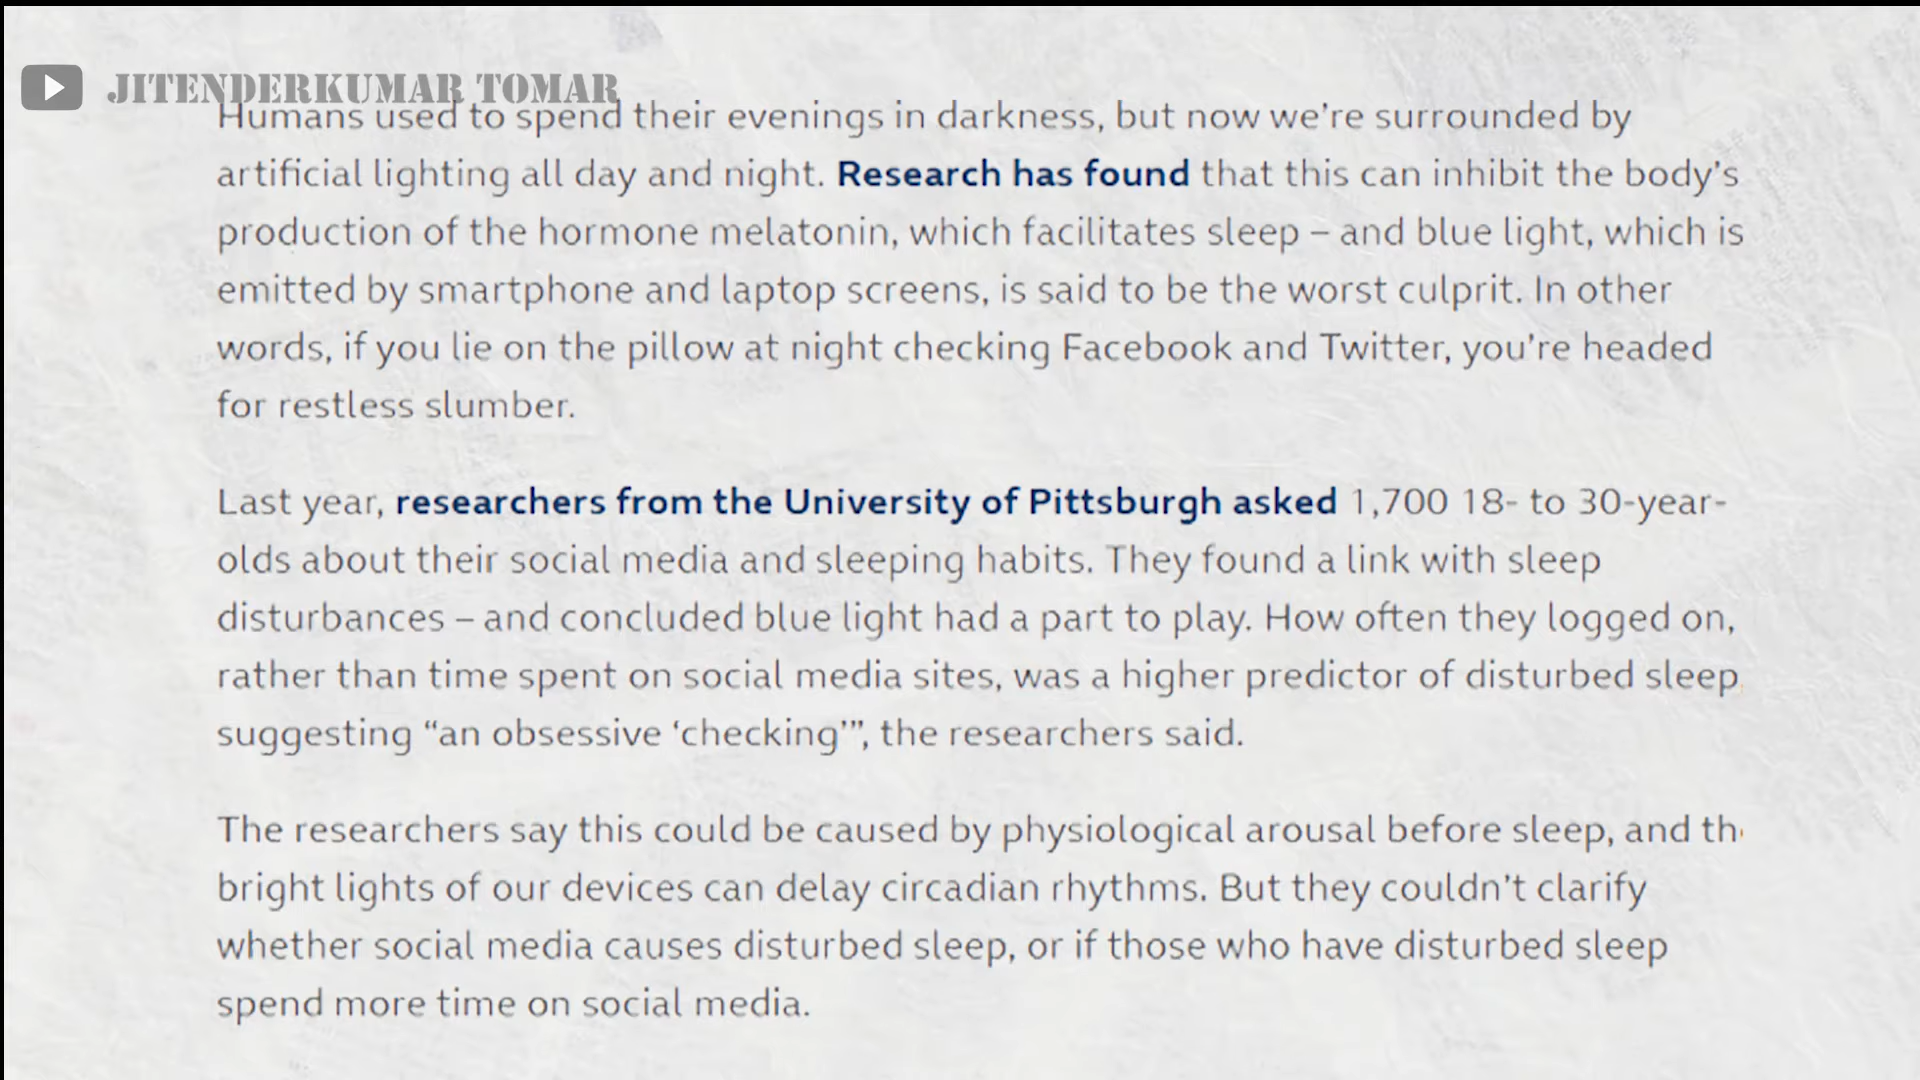 JITENDERKUMAR TOMAR
Humans used to spend their evenings in darkness, but now we’re surrounded by
artificial lighting all day and night. Research has found that this can inhibit the body’s
production of the hormone melatonin, which facilitates sleep – and blue light, which is
emitted by smartphone and laptop screens, is said to be the worst culprit. In other
words, if you lie on the pillow at night checking Facebook and Twitter, you’re headed
for restless slumber.
Last year, researchers from the University of Pittsburgh asked 1,700 18- to 30-year-
olds about their social media and sleeping habits. They found a link with sleep
disturbances – and concluded blue light had a part to play. How often they logged on,
rather than time spent on social media sites, was a higher predictor of disturbed sleep
suggesting “an obsessive ‘checking’”, the researchers said.
The researchers say this could be caused by physiological arousal before sleep, and th
bright lights of our devices can delay circadian rhythms. But they couldn’t clarify
whether social media causes disturbed sleep, or if those who have disturbed sleep
spend more time on social media.